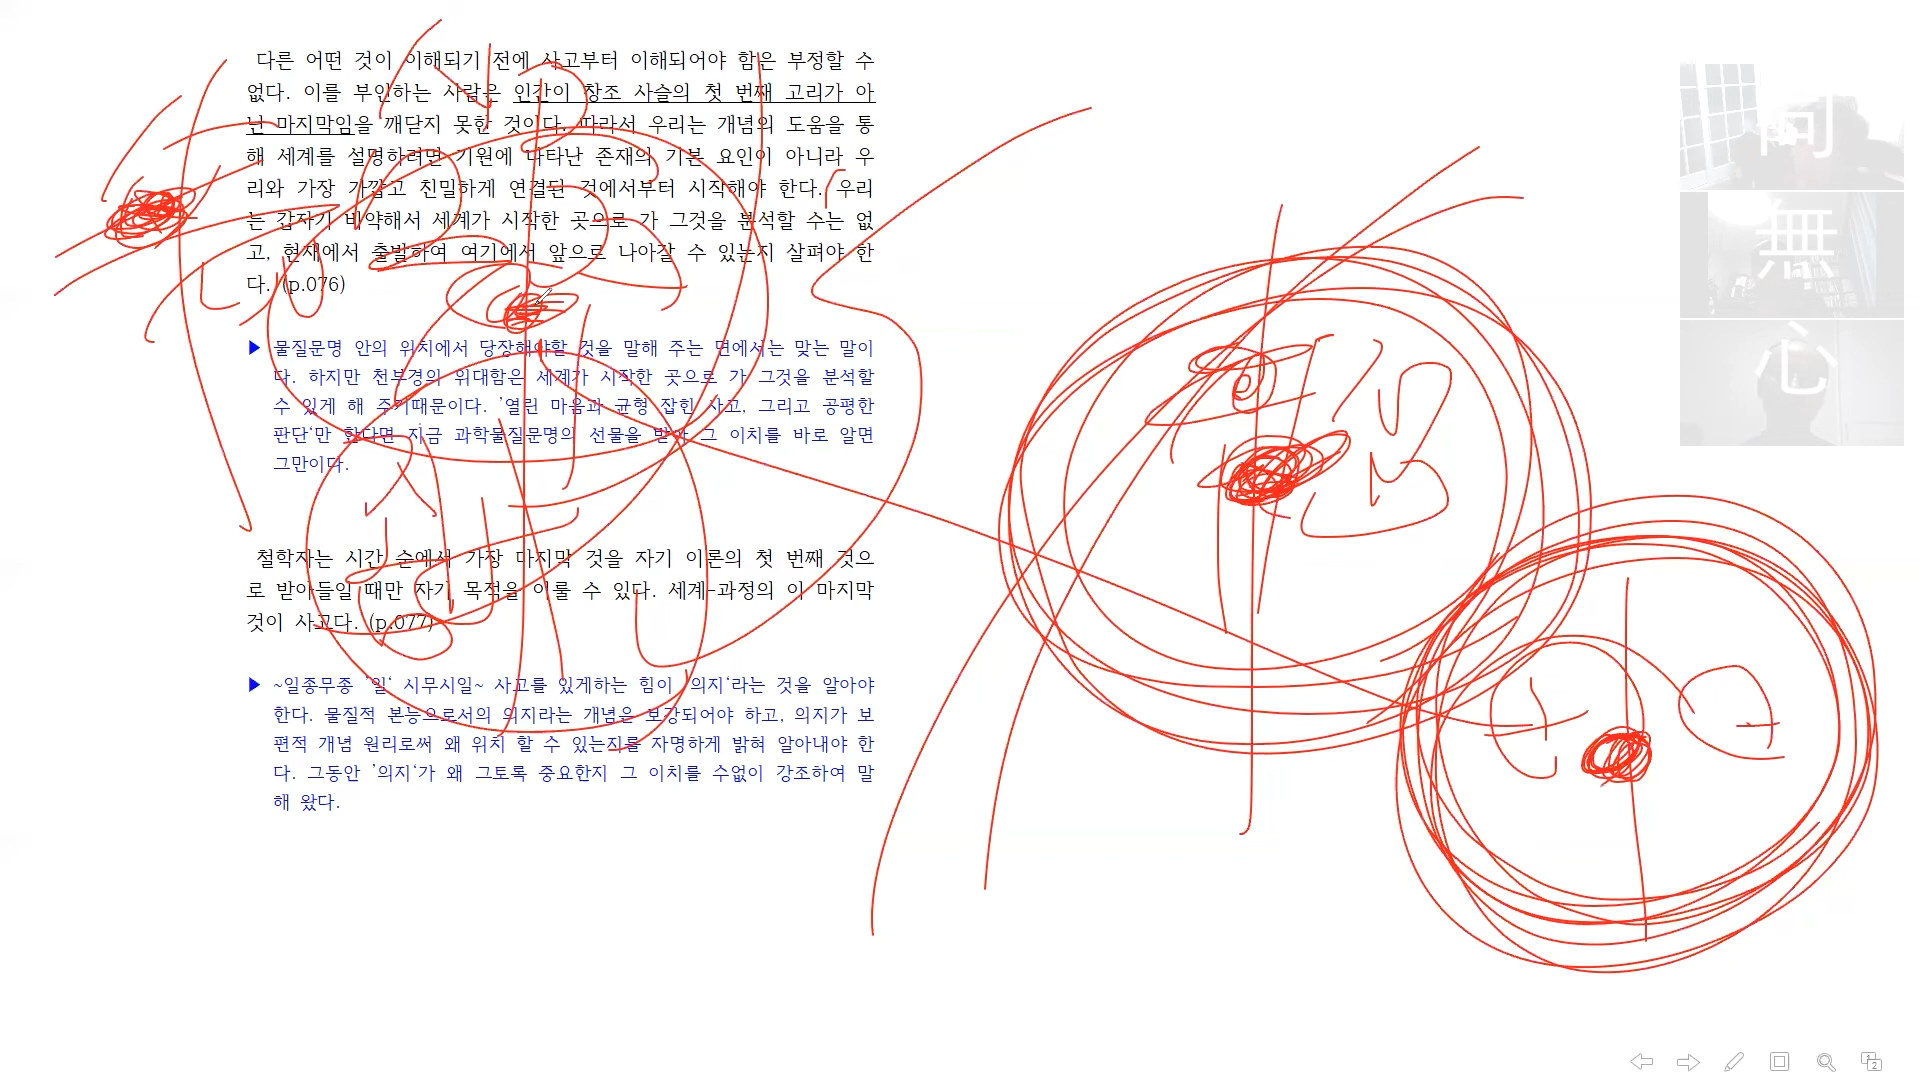 다른 어떤 것이 이해되기 전에 사고부터 이해되어야 함은 부정할 수
없다. 이를 부인하는 사람은 인간이 창조 사슬의 첫 번째 고리가 아
닌 마지막임을 깨닫지 못한 것이다. 따라서 우리는 개념의 도움을 통
해 세계를 설명하려면 기원에 나타난 존재의 기본 요인이 아니라 우
리와 가장 가깝고 친밀하게 연결된 것에서부터 시작해야 한다. 우리
는 갑자기 비약해서 세계가 시작한 곳으로 가 그것을 분석할 수는 없
고, 현재에서 출발하여 여기에서 앞으로 나아갈 수 있는지 살펴야 한
다. (p.076)
▶ 물질문명 안의 위치에서 당장해야할 것을 말해 주는 면에서는 맞는 말이
다. 하지만 천부경의 위대함은 세계가 시작한 곳으로 가 그것을 분석할
수 있게 해 주기때문이다. '열린 마음과 균형 잡힌 사고, 그리고 공평한
판단'만 한다면 지금 과학물질문명의 선물을 받아 그 이치를 바로 알면
그만이다.
철학자는 시간 순에서 가장 마지막 것을 자기 이론의 첫 번째 것으
로 받아들일 때만 자기 목적을 이룰 수 있다. 세계-과정의 이 마지막
것이 사고다. (p.077)
▶ ~일종무종 '일' 시무시일~ 사고를 있게하는 힘이 '의지'라는 것을 알아야
한다. 물질적 본능으로서의 의지라는 개념은 보강되어야 하고, 의지가 보
편적 개념 원리로써 왜 위치 할 수 있는지를 자명하게 밝혀 알아내야 한
다. 그동안 '의지'가 왜 그토록 중요한지 그 이치를 수없이 강조하여 말
해 왔다.
無
心